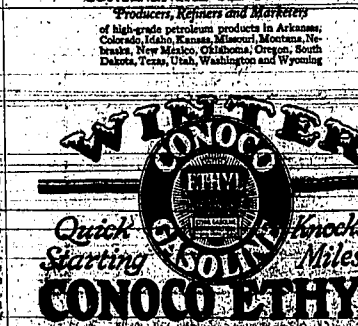 Producers, Refiners and Marketers
of high-grade petroleum products in Arkansas,
Colorado, Idaho, Kansas, Missouri, Montana, Ne-
braska, New Mexico, Oklahoma, Oregon, South
Dakota, Texas, Utah, Washington and Wyoming
WINTER
CONOCO
ETHYL
GASOLINE
Quick Knock
Starting Miles
CONOCO ETHY